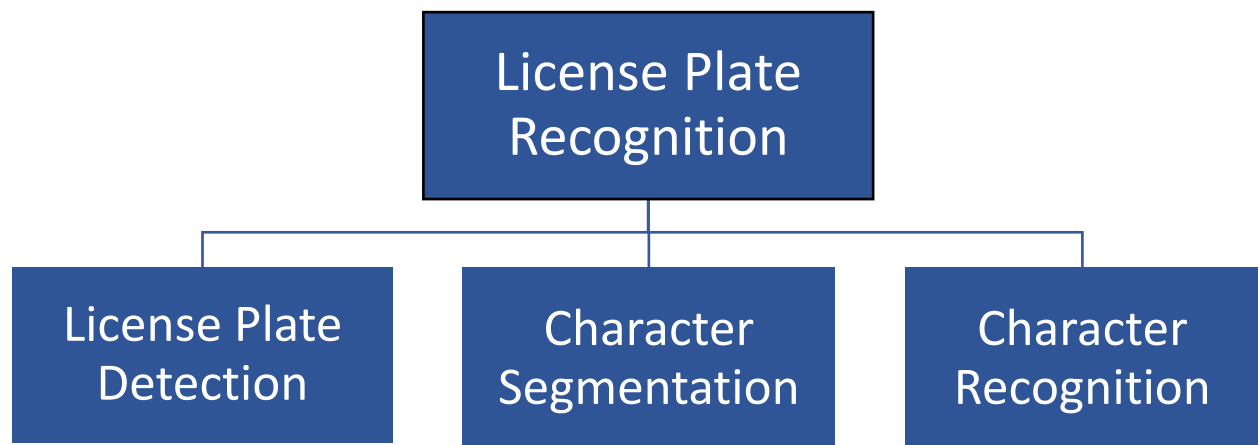 License Plate
Recognition
License Plate
Detection
Character
Segmentation
Character
Recognition